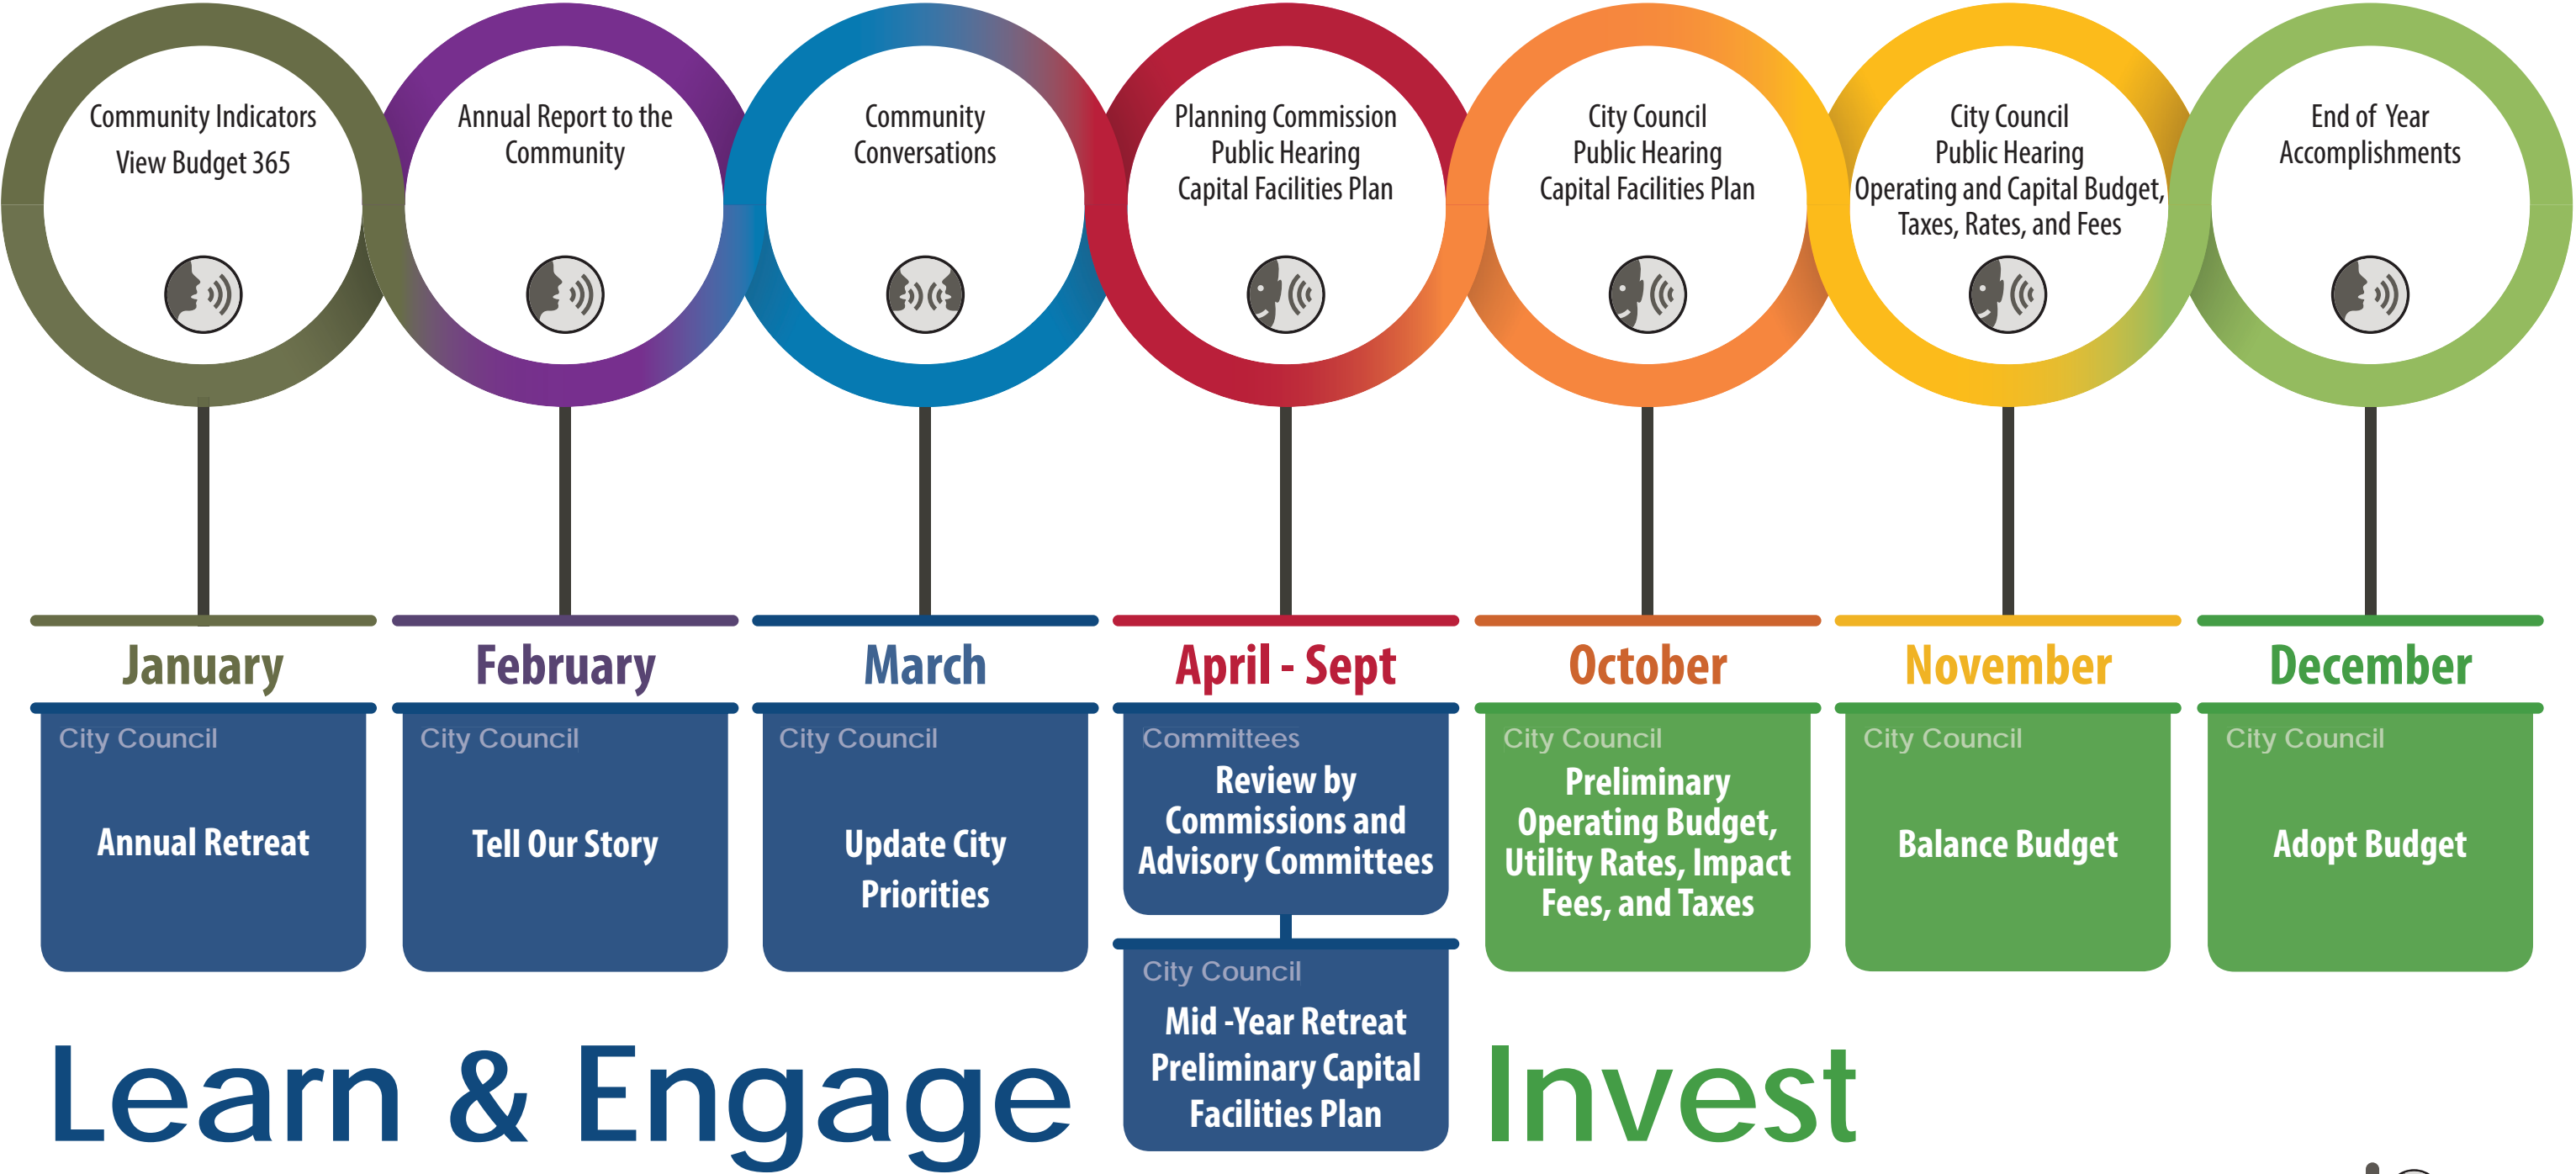 Community Indicators
View Budget 365
Annual Report to the
Community
Community
Conversations
Planning Commission
Public Hearing
Capital Facilities Plan
City Council
Public Hearing
Capital Facilities Plan
City Council
Public Hearing
Operating and Capital Budget,
Taxes, Rates, and Fees
End of Year
Accomplishments
January
February
March
April - Sept
October
November
December
City Council
Annual Retreat
City Council
Tell Our Story
City Council
Update City
Priorities
Committees
Review by
Commissions and
Advisory Committees
City Council
Mid -Year Retreat
Preliminary Capital
Facilities Plan
City Council
Preliminary
Operating Budget,
Utility Rates, Impact
Fees, and Taxes
City Council
Balance Budget
City Council
Adopt Budget
Learn & Engage
Invest